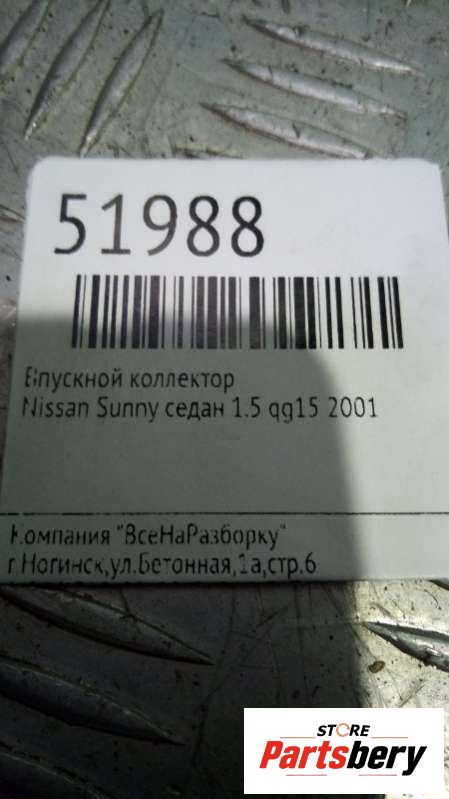 51988
Впускной коллектор
Nissan Sunny седан 1.5 qg15 2001
Компания "ВсеНаРазборку"
г.Ногинск,ул.Бетонная,1а,стр.6
STORE
Partsbery